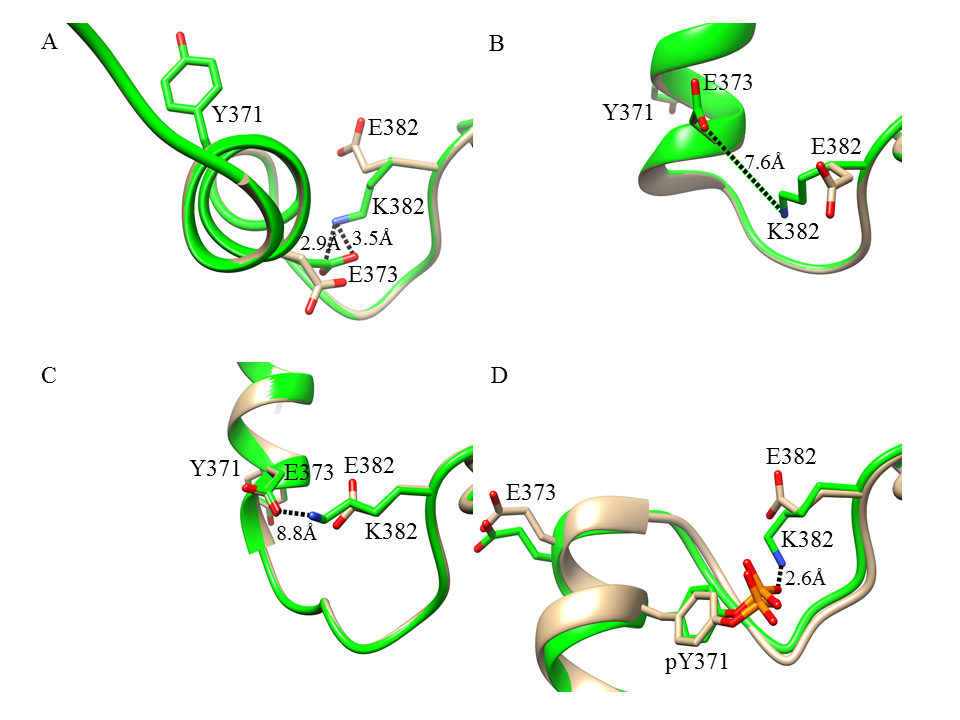 A
Y371
E382
K382
2.9Å
3.5Å
E373
B
E373
Y371
E382
7.6Å
K382
C
Y371
E373
E382
8.8Å
K382
D
E382
E373
K382
2.6Å
pY371